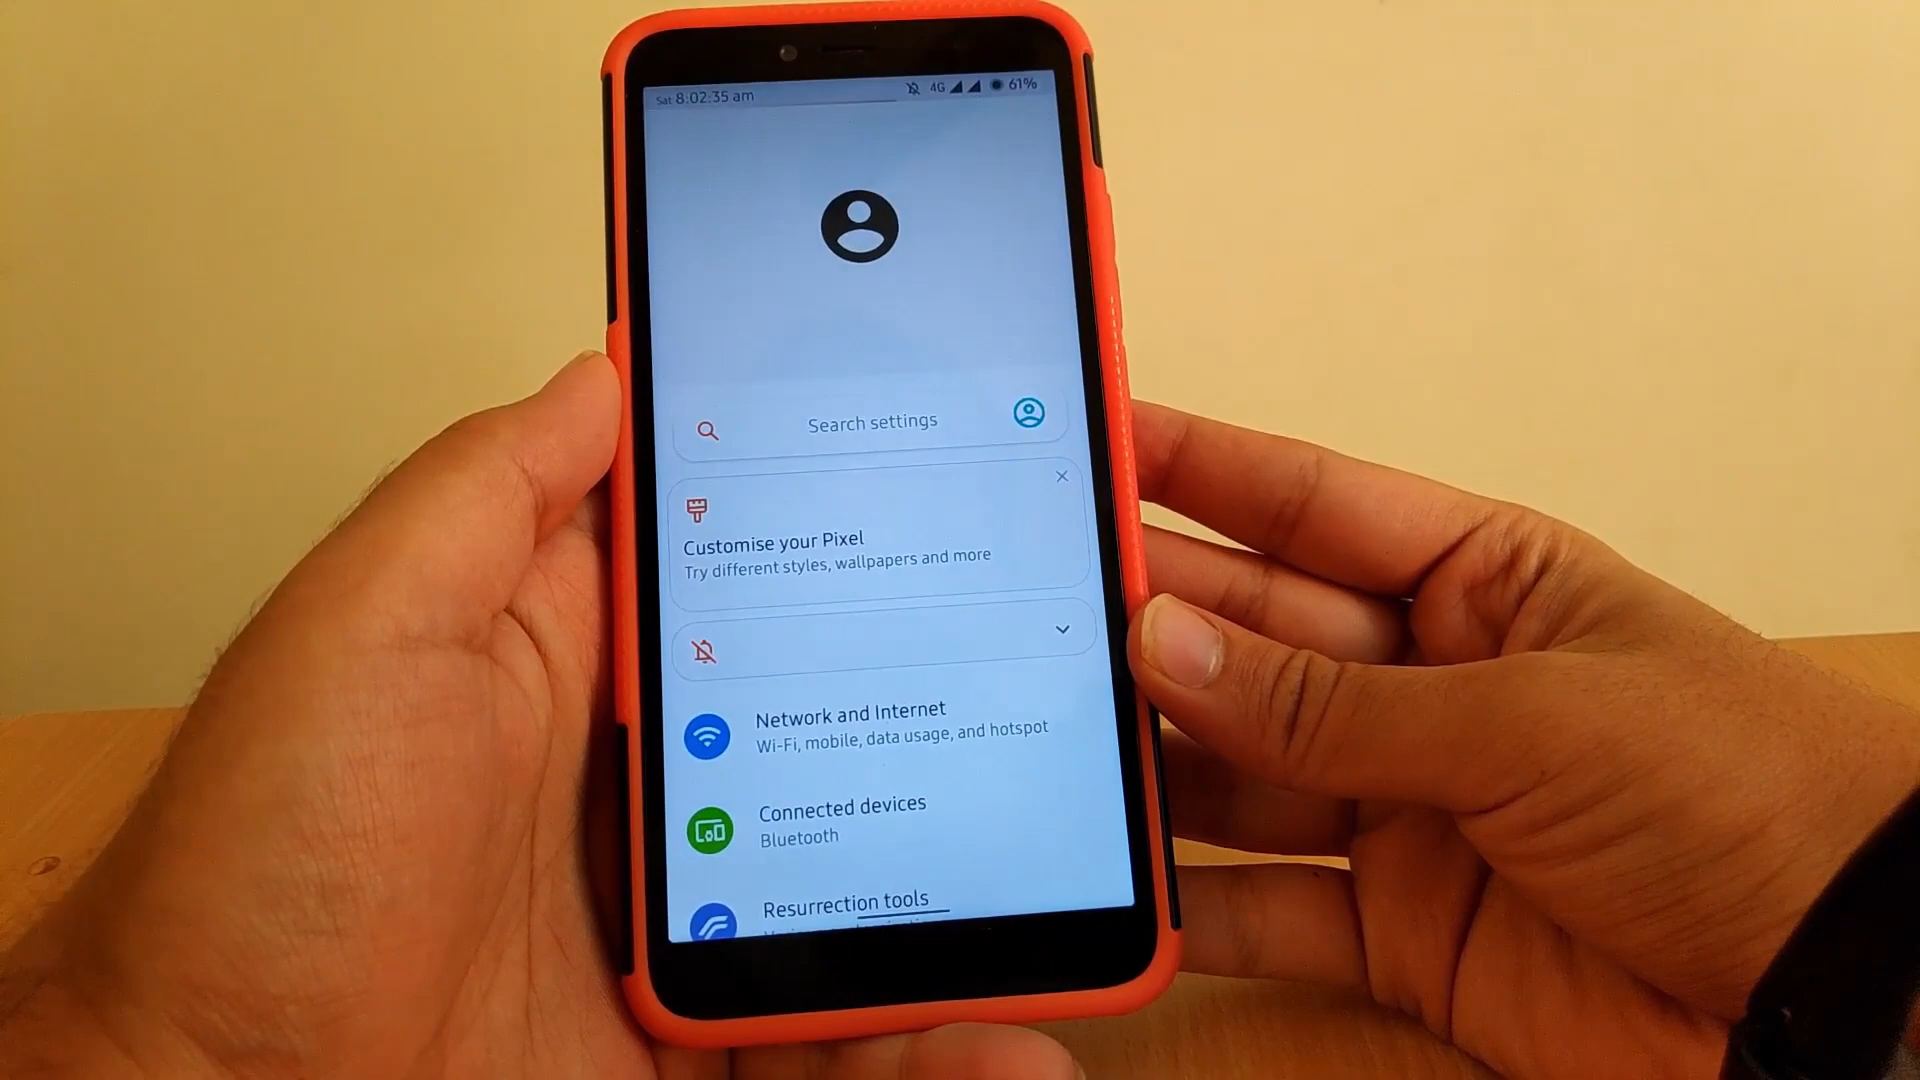 Sat 8:02:35 am 4G 61%
Search settings
Customise your Pixel
Try different styles, wallpapers and more
Network and Internet
Wi-Fi, mobile, data usage, and hotspot
Connected devices
Bluetooth
Resurrection tools